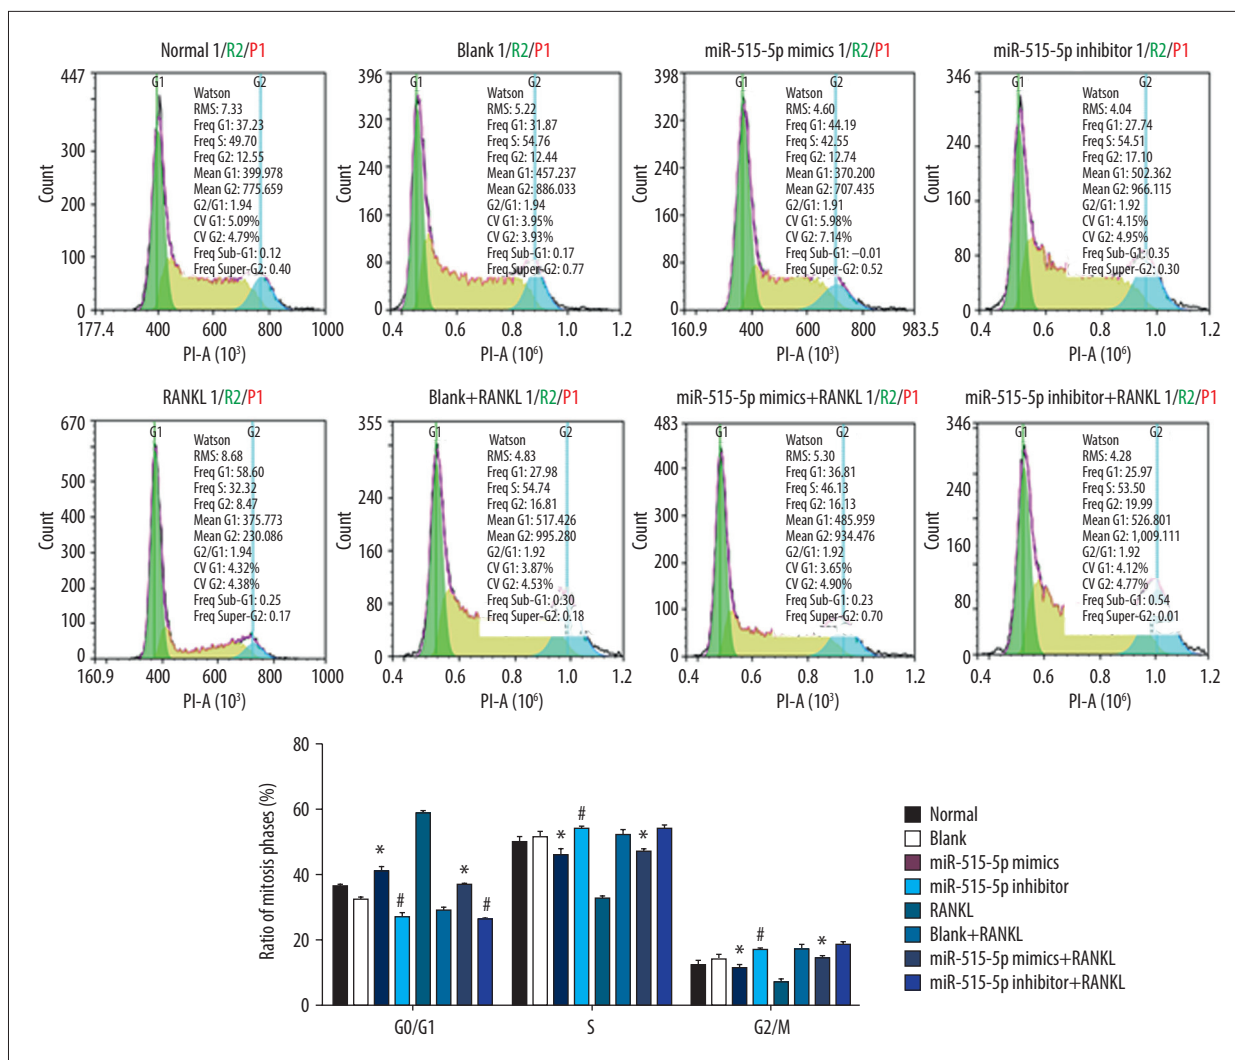 Normal 1/R2/P1
447
300
200
100
0
177.4
400
600
800
1000
Count
PI-A (10³)
G1
G2
Watson
RMS: 7.33
Freq G1: 37.23
Freq S: 49.70
Freq G2: 12.55
Mean G1: 399.978
Mean G2: 775.659
G2/G1: 1.94
CV G1: 5.09%
CV G2: 4.79%
Freq Sub-G1: 0.12
Freq Super-G2: 0.40
Blank 1/R2/P1
396
320
240
160
80
0
0.4
0.6
0.8
1.0
1.2
Count
PI-A (10⁶)
G1
G2
Watson
RMS: 5.22
Freq G1: 31.87
Freq S: 54.76
Freq G2: 12.44
Mean G1: 457.237
Mean G2: 886.033
G2/G1: 1.94
CV G1: 3.95%
CV G2: 3.93%
Freq Sub-G1: 0.17
Freq Super-G2: 0.77
miR-515-5p mimics 1/R2/P1
398
320
240
160
80
0
160.9
400
600
800
983.5
Count
PI-A (10³)
G1
G2
Watson
RMS: 4.60
Freq G1: 44.19
Freq S: 42.55
Freq G2: 12.74
Mean G1: 370.200
Mean G2: 707.435
G2/G1: 1.91
CV G1: 5.98%
CV G2: 7.14%
Freq Sub-G1: −0.01
Freq Super-G2: 0.52
miR-515-5p inhibitor 1/R2/P1
346
240
160
80
0
0.4
0.6
0.8
1.0
1.2
Count
PI-A (10⁶)
G1
G2
Watson
RMS: 4.04
Freq G1: 27.74
Freq S: 54.51
Freq G2: 17.10
Mean G1: 502.362
Mean G2: 966.115
G2/G1: 1.92
CV G1: 4.15%
CV G2: 4.95%
Freq Sub-G1: 0.35
Freq Super-G2: 0.30
RANKL 1/R2/P1
670
500
400
300
200
100
0
160.9
400
600
800
1000
Count
PI-A (10³)
G1
G2
Watson
RMS: 8.68
Freq G1: 58.60
Freq S: 32.32
Freq G2: 8.47
Mean G1: 375.773
Mean G2: 230.086
G2/G1: 1.94
CV G1: 4.32%
CV G2: 4.38%
Freq Sub-G1: 0.25
Freq Super-G2: 0.17
Blank+RANKL 1/R2/P1
355
240
160
80
0
0.4
0.6
0.8
1.0
1.2
Count
PI-A (10⁶)
G1
G2
Watson
RMS: 4.83
Freq G1: 27.98
Freq S: 54.74
Freq G2: 16.81
Mean G1: 517.426
Mean G2: 995.280
G2/G1: 1.92
CV G1: 3.87%
CV G2: 4.53%
Freq Sub-G1: 0.30
Freq Super-G2: 0.18
miR-515-5p mimics+RANKL 1/R2/P1
483
400
300
200
100
0
0.4
0.6
0.8
1.0
1.2
Count
PI-A (10³)
G1
G2
Watson
RMS: 5.30
Freq G1: 36.81
Freq S: 46.13
Freq G2: 16.13
Mean G1: 485.959
Mean G2: 934.476
G2/G1: 1.92
CV G1: 3.65%
CV G2: 4.90%
Freq Sub-G1: 0.23
Freq Super-G2: 0.70
miR-515-5p inhibitor+RANKL 1/R2/P1
346
240
160
80
0
0.4
0.6
0.8
1.0
1.2
Count
PI-A (10⁶)
G1
G2
Watson
RMS: 4.28
Freq G1: 25.97
Freq S: 53.50
Freq G2: 19.99
Mean G1: 526.801
Mean G2: 1,009.111
G2/G1: 1.92
CV G1: 4.12%
CV G2: 4.77%
Freq Sub-G1: 0.54
Freq Super-G2: 0.01
Ratio of mitosis phases (%)
80
60
40
20
0
* # * #
* # *
* # *
G0/G1
S
G2/M
Normal
Blank
miR-515-5p mimics
miR-515-5p inhibitor
RANKL
Blank+RANKL
miR-515-5p mimics+RANKL
miR-515-5p inhibitor+RANKL